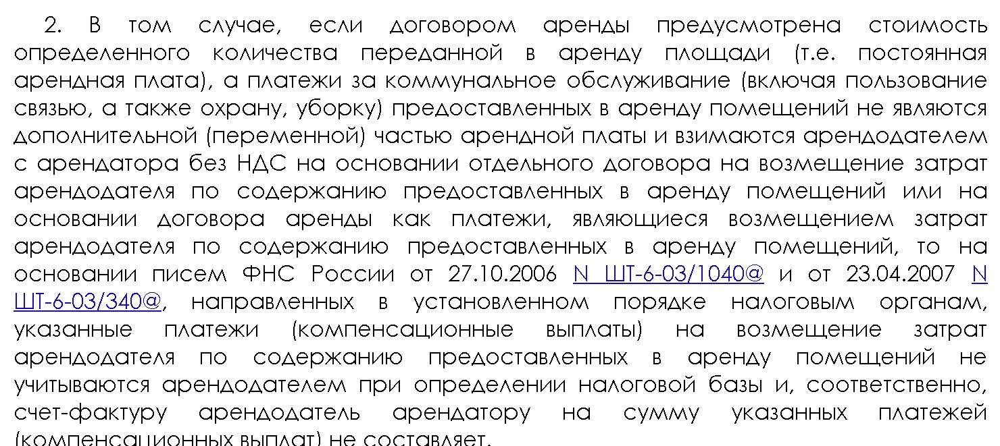 2. В том случае, если договором аренды предусмотрена стоимость
определенного количества переданной в аренду площади (т.е. постоянная
арендная плата), а платежи за коммунальное обслуживание (включая пользование
связью, а также охрану, уборку) предоставленных в аренду помещений не являются
дополнительной (переменной) частью арендной платы и взимаются арендодателем
с арендатора без НДС на основании отдельного договора на возмещение затрат
арендодателя по содержанию предоставленных в аренду помещений или на
основании договора аренды как платежи, являющиеся возмещением затрат
арендодателя по содержанию предоставленных в аренду помещений, то на
основании писем ФНС России от 27.10.2006 N ШТ-6-03/1040@ и от 23.04.2007 N
ШТ-6-03/340@, направленных в установленном порядке налоговым органам,
указанные платежи (компенсационные выплаты) на возмещение затрат
арендодателя по содержанию предоставленных в аренду помещений не
учитываются арендодателем при определении налоговой базы и, соответственно,
счет-фактуру арендодатель арендатору на сумму указанных платежей
(компенсационных выплат) не составляет.